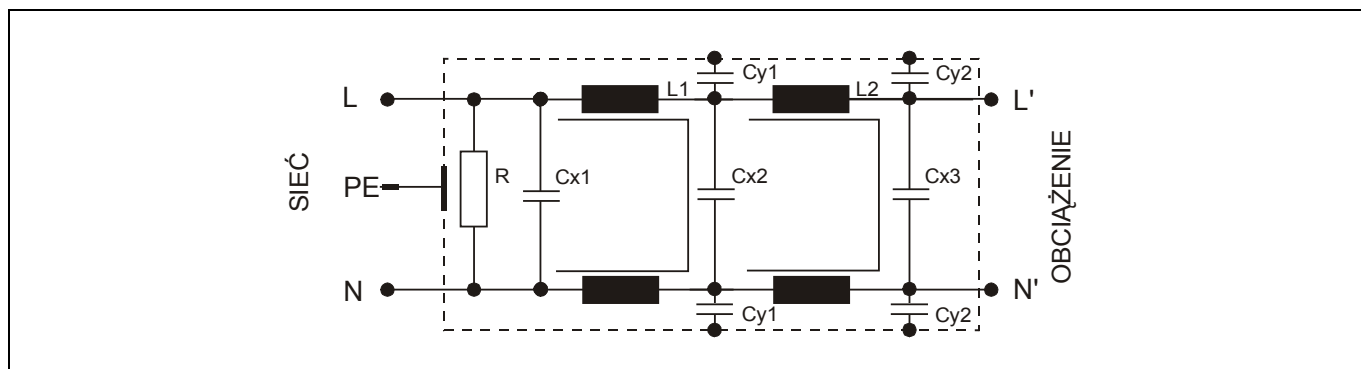 Cy1
Cy2
L
L1
L2
L'
SIEĆ
PE
R
Cx1
Cx2
Cx3
OBCIĄŻENIE
N
N'
Cy1
Cy2